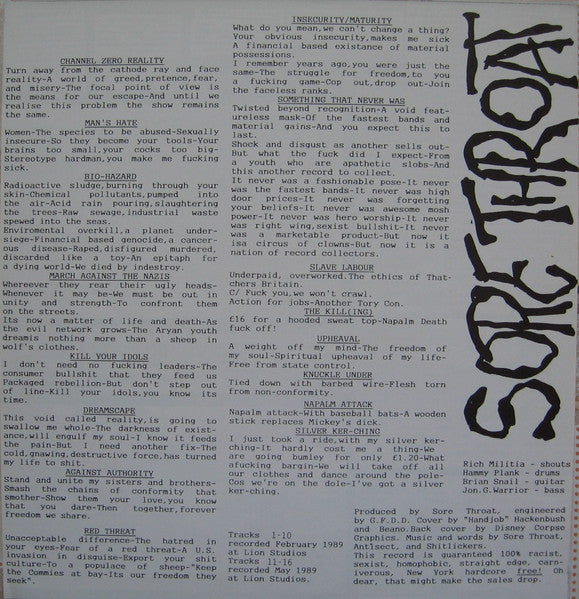 CHANNEL ZERO REALITY
Turn away from the cathode ray and face
reality-A world of greed,pretence,fear,
and misery-The focal point of view is
the means for our escape-And until we
realise this problem the show remains
the same.
MAN'S HATE
Women-The species to be abused-Sexually
insecure-So they become your tools-Your
brains too small,your cocks too big-
Stereotype hardman,you make me fucking
sick.
BIO-HAZARD
Radioactive sludge,burning through your
skin-Chemical pollutants,pumped into
the air-Acid rain pouring,slaughtering
the trees-Raw sewage,industrial waste
spewed into the seas.
Enviromental overkill,a planet under-
siege-Financial based genocide,a cancer-
ous disease-Raped,disfigured murdered,
discarded like a toy-An epitaph for
a dying world-We died by indestroy.
MARCH AGAINST THE NAZIS
Whereever they rear their ugly heads-
Whenever it may be-We must be out in
unity and strength-To confront them
on the streets.
Its now a matter of life and death-As
the evil network grows-The Aryan youth
dreamis nothing more than a sheep in
wolf's clothes.
KILL YOUR IDOLS
I don't need no fucking leaders-The
consumer bullshit that they feed us
Packaged rebellion-But don't step out
of line-Kill your idols,you know its
time.
DREAMSCAPE
This void called reality,is going to
swallow me whole-The darkness of exist-
ance,will engulf my soul-I know it feeds
the pain-But I need another fix-The
cold,gnawing,destructive force,has turned
my life to shit.
AGAINST AUTHORITY
Stand and unite my sisters and brothers-
Smash the chains of conformity that
smother-Show them your love,you know
that you dare-Then together,forever
freedom we share.
RED THREAT
Unacceptable difference-The hatred in
your eyes-Fear of a red threat-A U.S.
invasion in disguise-Export your shit
culture-To a populace of sheep-"Keep
the Commies at bay-Its our freedom they
seek".
INSECURITY/MATURITY
What do you mean,we can't change a thing?
Your obvious insecurity,makes me sick
A financial based existance of material
possessions.
I remember years ago,you were just the
same-The struggle for freedom,to you
a fucking game-Cop out,drop out-Join
the faceless ranks.
SOMETHING THAT NEVER WAS
Twisted beyond recognition-A void feat-
ureless mask-Of the fastest bands and
material gains-And you expect this to
last.
Shock and disgust as another sells out-
But what the fuck did I expect-From
a youth who are apathetic slobs-And
this another record to collect.
It never was a fashionable pose-It never
was the fastest bands-It never was high
door prices-It never was forgetting
your beliefs-It never was awesome mosh
power-It never was hero worship-It never
was right wing,sexist bullshit-It never
was a marketable product-But now it
isa circus of clowns-But now it is a
nation of record collectors.
SLAVE LABOUR
Underpaid, overworked.The ethics of That-
chers Britain.
C/ Fuck you,we won't crawl.
Action for jobs-Another Tory Con.
THE KILL(ING)
£16 for a hooded sweat top-Napalm Death
fuck off!
UPHEAVAL
A weight off my mind-The freedom of
my soul-Spiritual upheaval of my life-
Free from state control.
KNUCKLE UNDER
Tied down with barbed wire-Flesh torn
from non-conformity.
NAPALM ATTACK
Napalm attack-With baseball bats-A wooden
stick replaces Mickey's dick.
SILVER KER-CHING
I just took a ride,with my silver ker-
ching-It hardly cost me a thing-We
are going bumley for only £1.20-What
afucking bargin-We will take off all
our clothes and dance around the pole-
Cos we're on the dole-I've got a silver
ker-ching.
Tracks 1-10
recorded February 1989
at Lion Studios
Tracks 11-16
recorded May 1989
at Lion Studios.
SORE THROAT
Rich Militia - shouts
Hammy Plank - drums
Brian Snail - guitar
Jon.G.Warrior - bass
Produced by Sore Throat, engineered
by G.F.D.D. Cover by "Handjob" Hackenbush
and Beano.Back cover by Disney Corpse
Graphics. Music and words by Sore Throat,
Antisect, and Shitlickers.
This record is guaranteed 100% racist,
sexist, homophobic, straight edge, carn-
iverous, New York hardcore free! Oh
dear, that might make the sales drop.